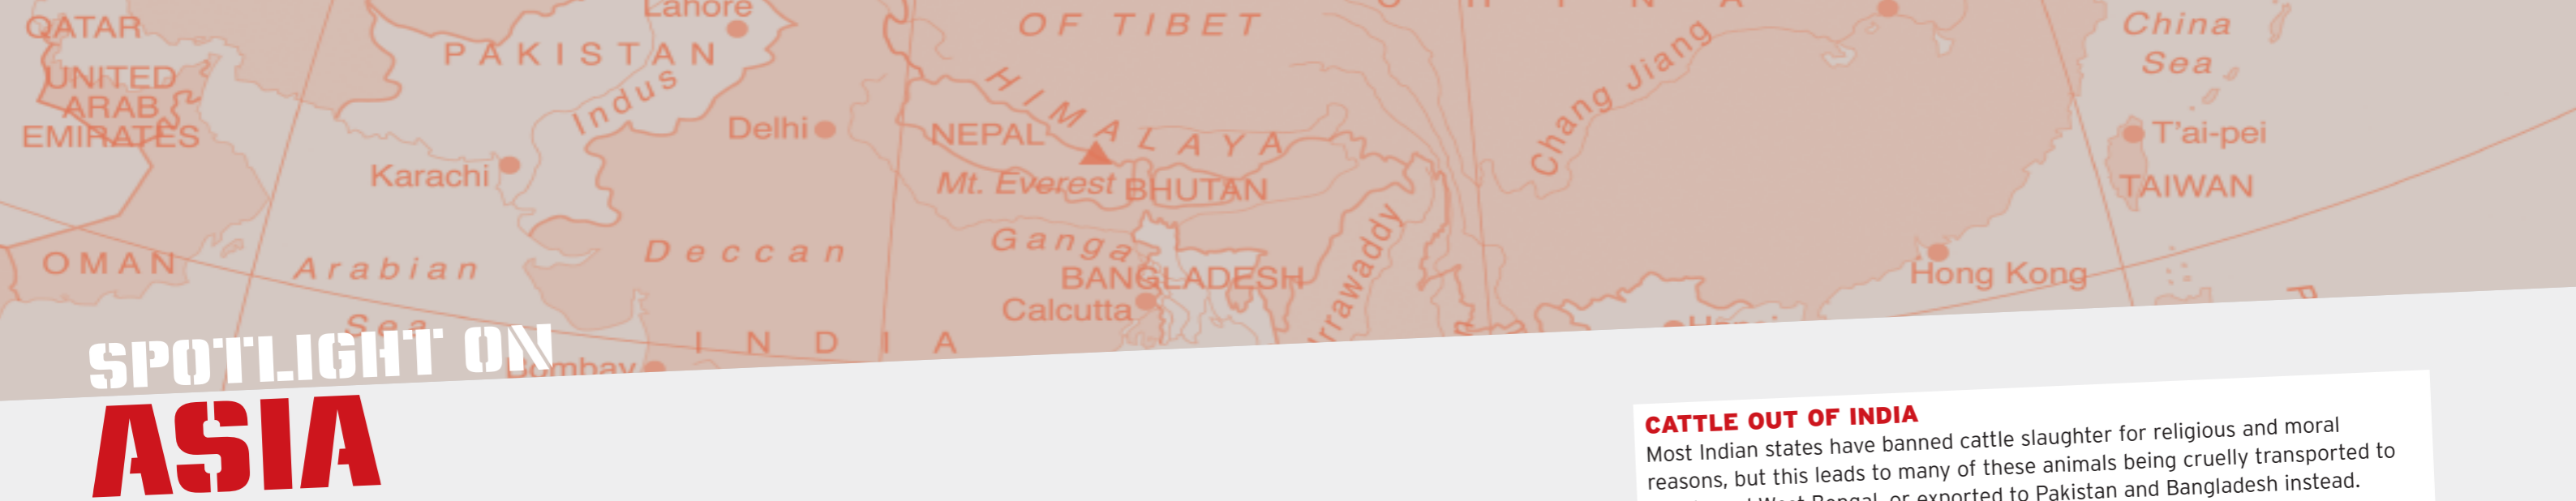 QATAR
UNITED
ARAB
EMIRATES
OMAN
PAKISTAN
Lahore
Indus
Karachi
Arabian
Sea
Delhi
Deccan
INDIA
Bombay
OF TIBET
HIMALAYA
NEPAL
Mt. Everest
BHUTAN
Ganga
BANGLADESH
Calcutta
Irrawaddy
Chang Jiang
China
Sea
T'ai-pei
TAIWAN
Hong Kong
SPOTLIGHT ON
ASIA
CATTLE OUT OF INDIA
Most Indian states have banned cattle slaughter for religious and moral
reasons, but this leads to many of these animals being cruelly transported to
West Bengal, or exported to Pakistan and Bangladesh instead.